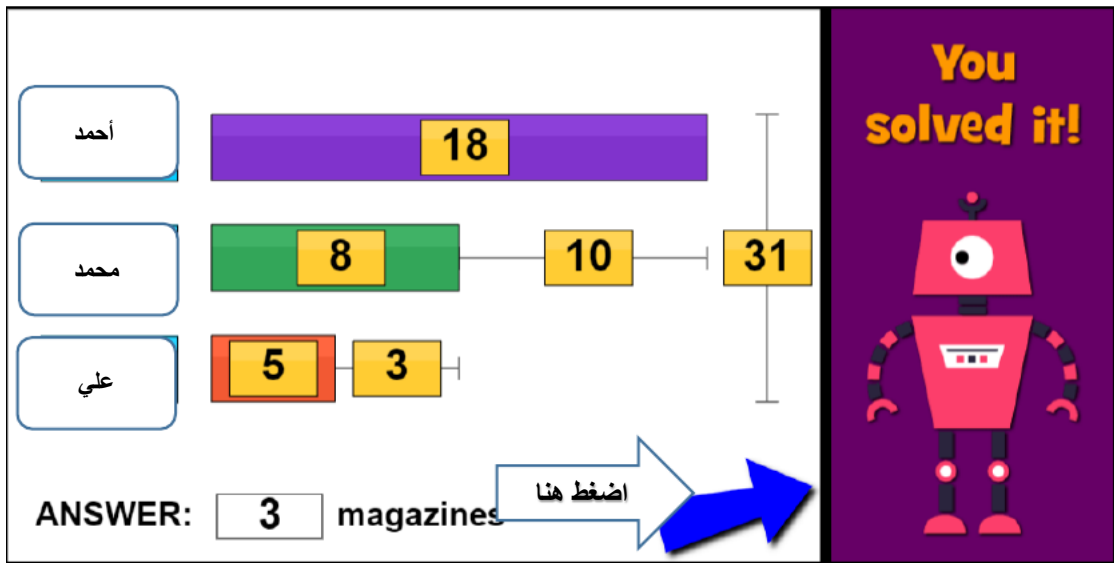 You
solved it!
أحمد
18
محمد
8
10
31
علي
5
3
اضغط هنا
ANSWER: 3 magazines